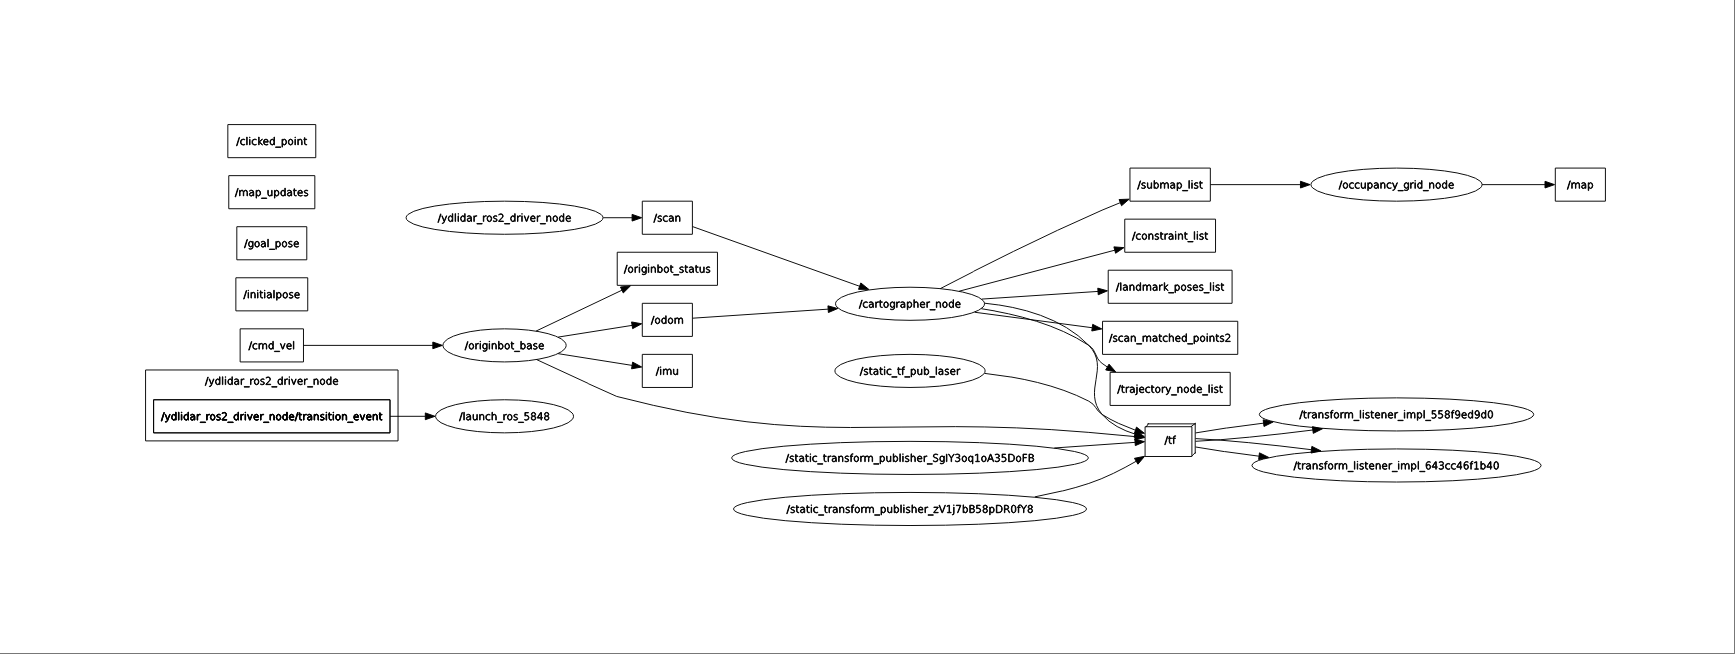 /clicked_point
/map_updates
/goal_pose
/initialpose
/cmd_vel
/ydlidar_ros2_driver_node
/ydlidar_ros2_driver_node/transition_event
/ydlidar_ros2_driver_node
/originbot_base
/launch_ros_5848
/scan
/originbot_status
/odom
/imu
/cartographer_node
/static_tf_pub_laser
/static_transform_publisher_SglY3oq1oA35DoFB
/static_transform_publisher_zV1j7bB58pDR0fY8
/submap_list
/constraint_list
/landmark_poses_list
/scan_matched_points2
/trajectory_node_list
/tf
/occupancy_grid_node
/transform_listener_impl_558f9ed9d0
/transform_listener_impl_643cc46f1b40
/map